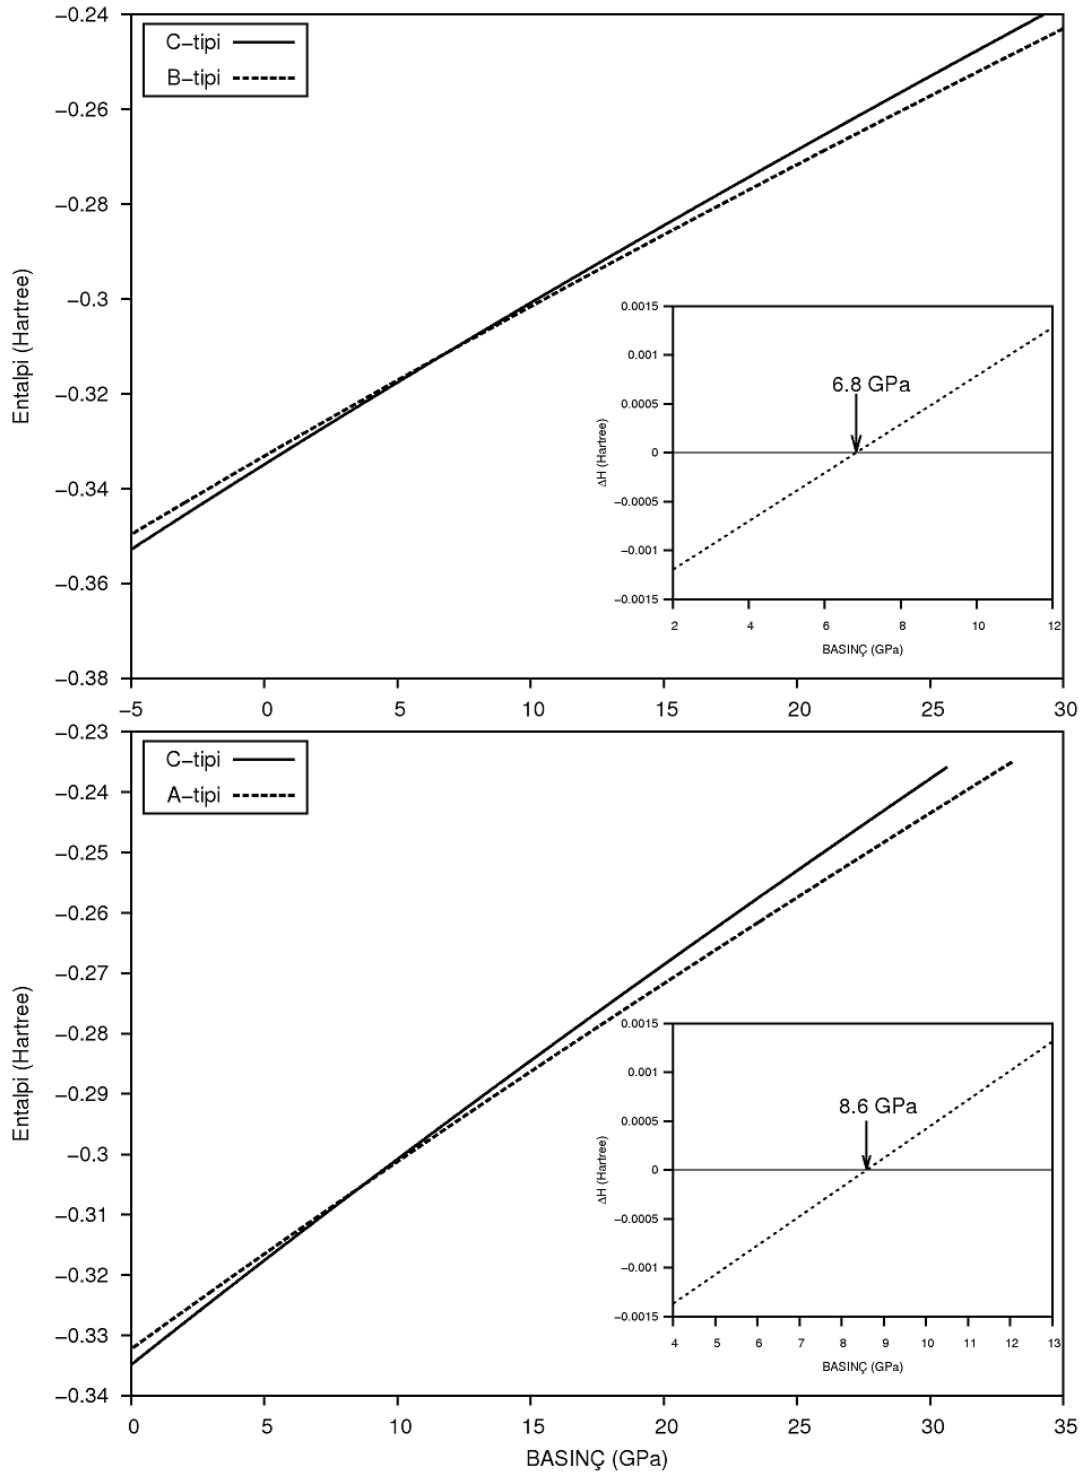 −0.24
−0.26
−0.28
−0.3
−0.32
−0.34
−0.36
−0.38
Entalpi (Hartree)
C−tipi
B−tipi
0.0015
0.001
0.0005
0
−0.0005
−0.001
−0.0015
ΔH (Hartree)
6.8 GPa
2 4 6 8 10 12
BASINÇ (GPa)
−5 0 5 10 15 20 25 30
−0.23
−0.24
−0.25
−0.26
−0.27
−0.28
−0.29
−0.3
−0.31
−0.32
−0.33
−0.34
Entalpi (Hartree)
C−tipi
A−tipi
0.0015
0.001
0.0005
0
−0.0005
−0.001
−0.0015
ΔH (Hartree)
8.6 GPa
4 5 6 7 8 9 10 11 12 13
BASINÇ (GPa)
0 5 10 15 20 25 30 35
BASINÇ (GPa)